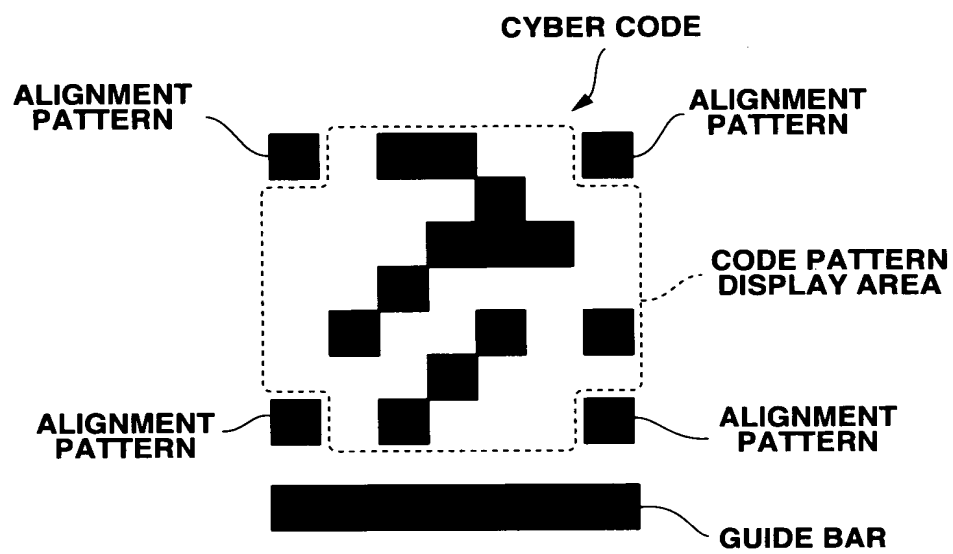 CYBER CODE
ALIGNMENT
PATTERN
ALIGNMENT
PATTERN
CODE PATTERN
DISPLAY AREA
ALIGNMENT
PATTERN
ALIGNMENT
PATTERN
GUIDE BAR